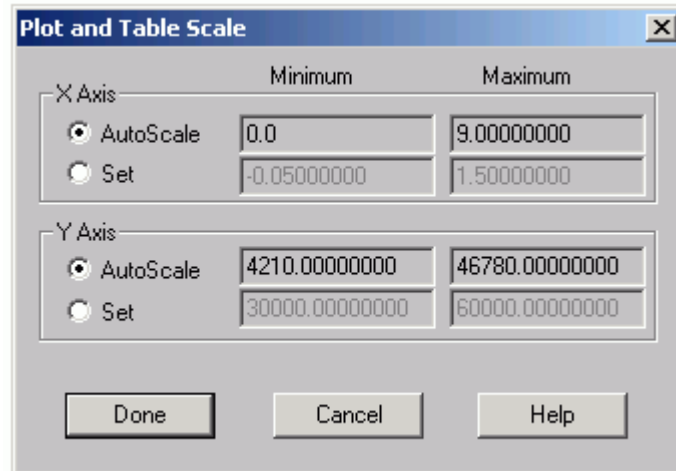 Plot and Table Scale
Minimum Maximum
X Axis
AutoScale 0.0 9.00000000
Set -0.05000000 1.50000000
Y Axis
AutoScale 4210.00000000 46780.00000000
Set 30000.00000000 60000.00000000
Done Cancel Help